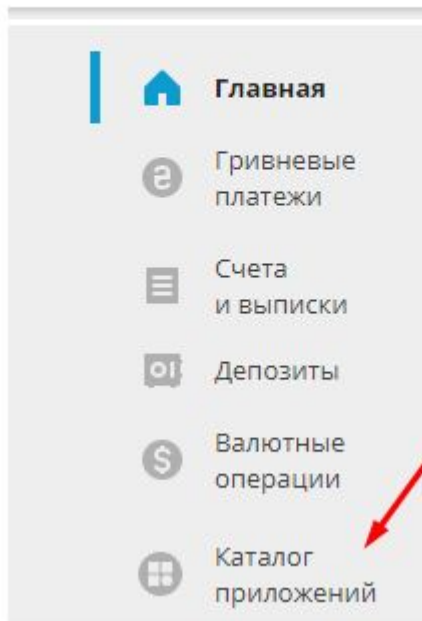 Главная
Гривневые
платежи
Счета
и выписки
Депозиты
Валютные
операции
Каталог
приложений